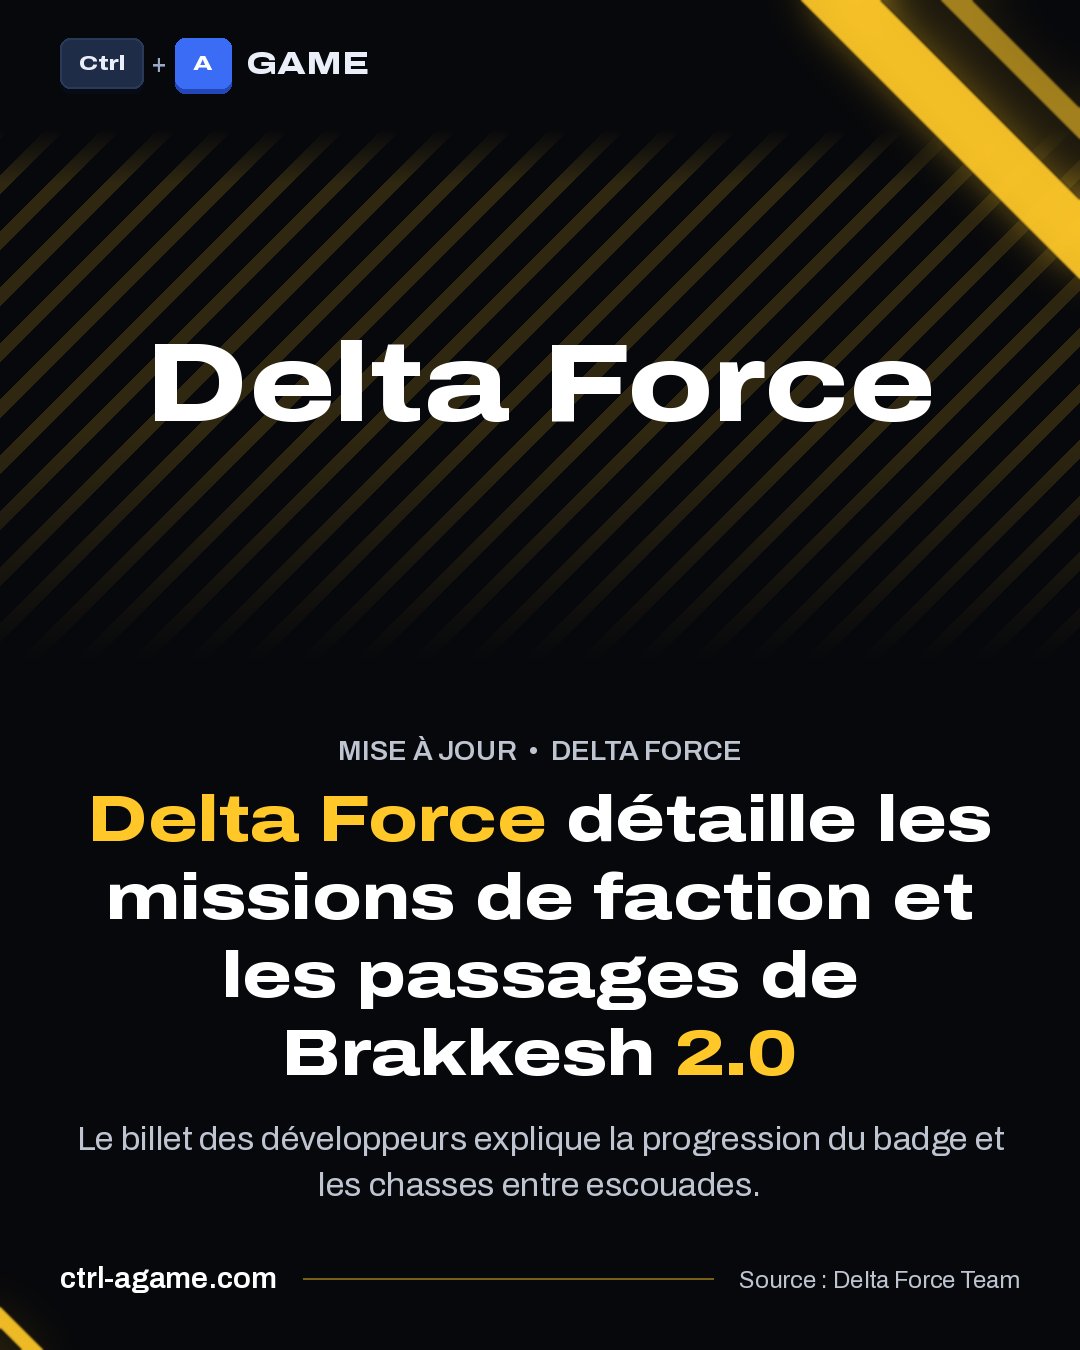 Ctrl + A GAME
Delta Force
MISE À JOUR • DELTA FORCE
Delta Force détaille les
missions de faction et
les passages de
Brakkesh 2.0
Le billet des développeurs explique la progression du badge et
les chasses entre escouades.
ctrl-agame.com
Source : Delta Force Team